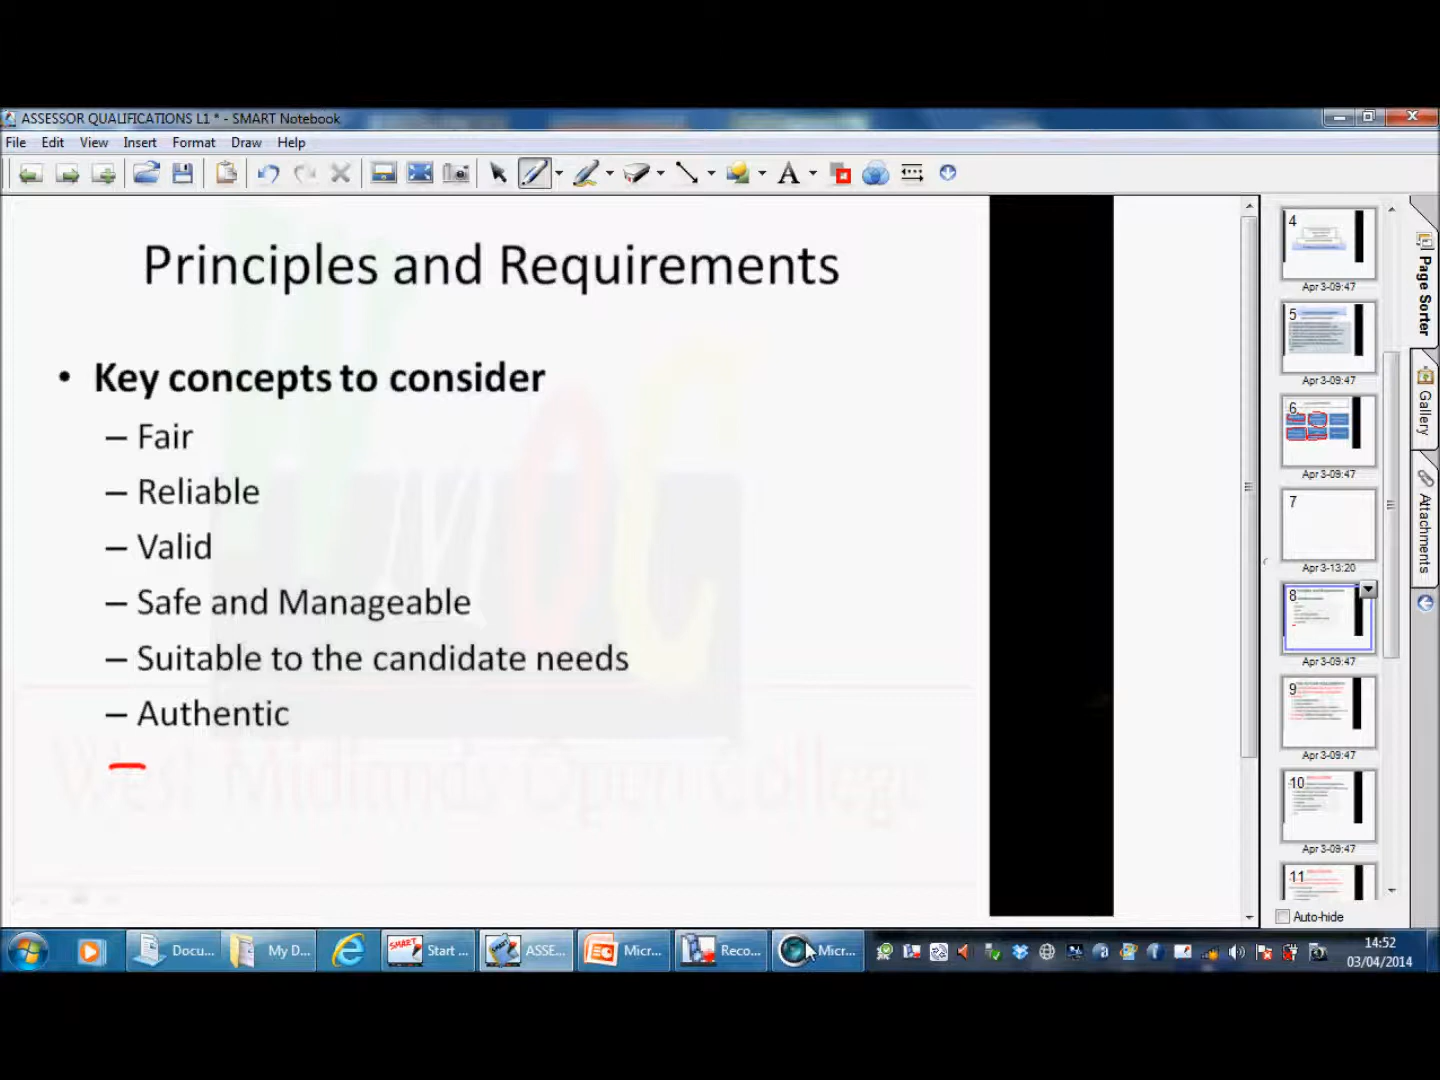 ASSESSOR QUALIFICATIONS L1 * - SMART Notebook
File Edit View Insert Format Draw Help
Principles and Requirements
• Key concepts to consider
– Fair
– Reliable
– Valid
– Safe and Manageable
– Suitable to the candidate needs
– Authentic
West Midlands Open College
4
Apr 3-09:47
5
Apr 3-09:47
6
Apr 3-09:47
7
Apr 3-13:20
8
Apr 3-09:47
9
Apr 3-09:47
10
Apr 3-09:47
11
Auto-hide
Page Sorter
Gallery
Attachments
Docu... My D... Start ... ASSE... Micr... Reco... Micr...
14:52
03/04/2014